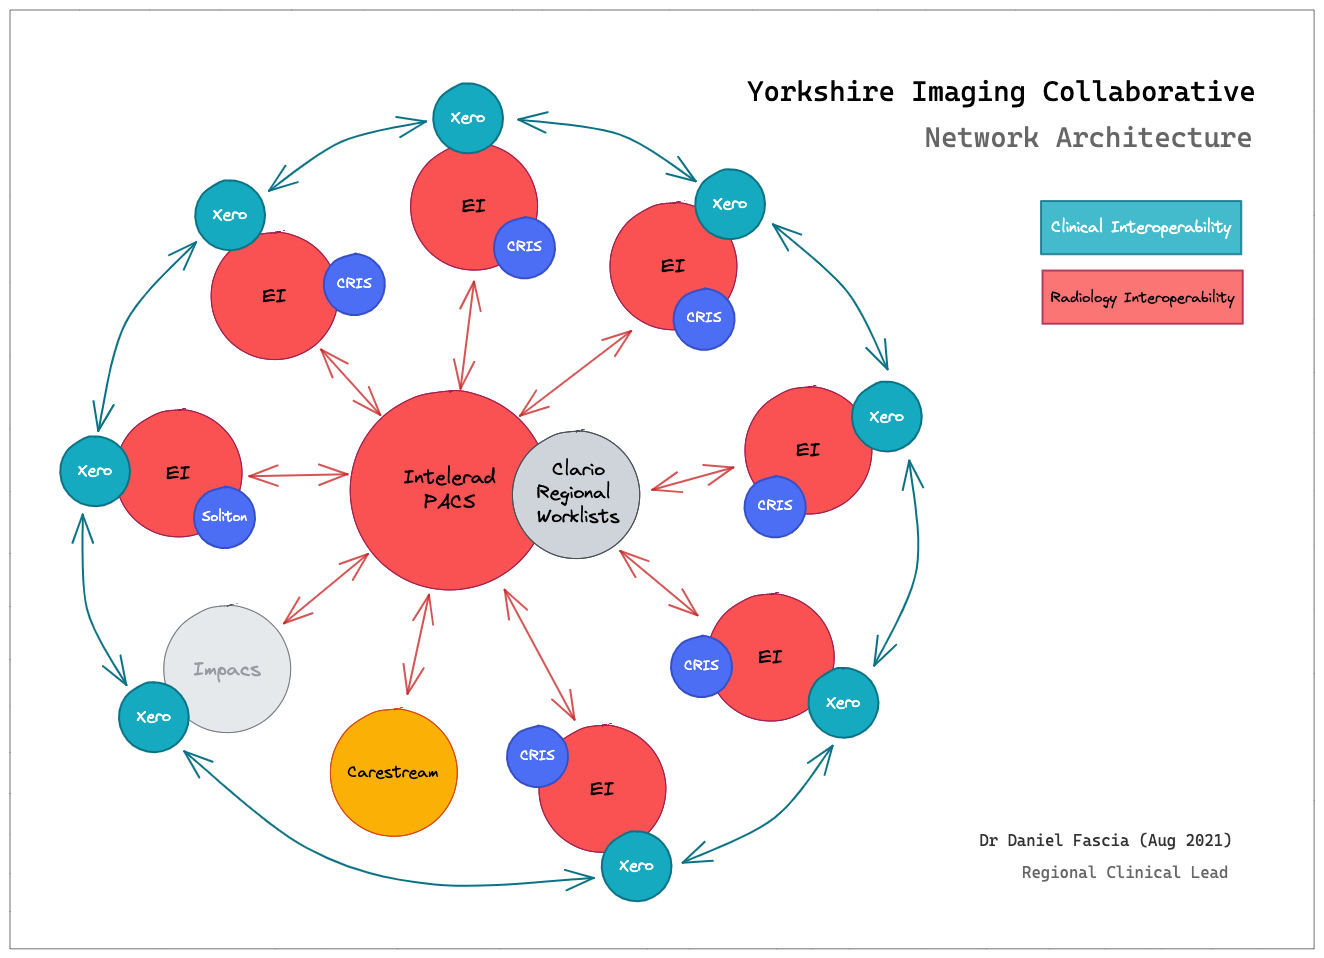 Yorkshire Imaging Collaborative
Network Architecture
Clinical Interoperability
Radiology Interoperability
Xero
EI
CRIS
Xero
EI
CRIS
Xero
EI
CRIS
Xero
EI
CRIS
Xero
EI
Soliton
Intelerad
PACS
Clario
Regional
Worklists
EI
CRIS
Xero
Impacs
Xero
Carestream
CRIS
EI
Xero
Dr Daniel Fascia (Aug 2021)
Regional Clinical Lead